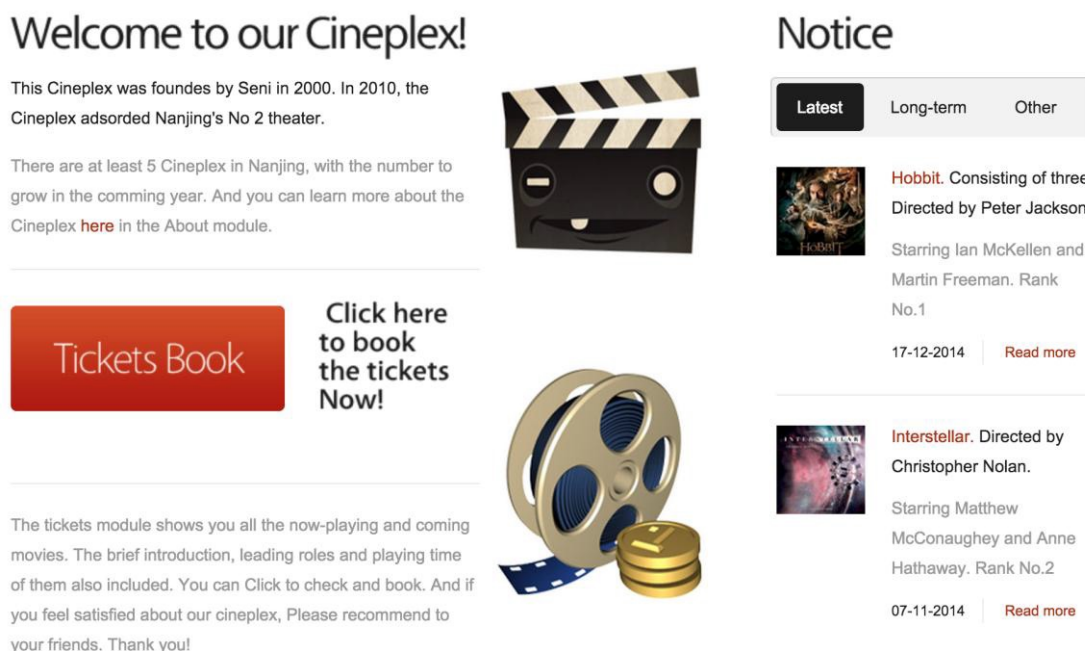 Welcome to our Cineplex!
This Cineplex was foundes by Seni in 2000. In 2010, the
Cineplex adsorded Nanjing's No 2 theater.
There are at least 5 Cineplex in Nanjing, with the number to
grow in the comming year. And you can learn more about the
Cineplex here in the About module.
Tickets Book
Click here
to book
the tickets
Now!
The tickets module shows you all the now-playing and coming
movies. The brief introduction, leading roles and playing time
of them also included. You can Click to check and book. And if
you feel satisfied about our cineplex, Please recommend to
your friends. Thank you!
Notice
Latest
Long-term
Other
HOBBIT
Hobbit. Consisting of three
Directed by Peter Jackson
Starring Ian McKellen and
Martin Freeman. Rank
No.1
17-12-2014
Read more
INTERSTELLAR
Interstellar. Directed by
Christopher Nolan.
Starring Matthew
McConaughey and Anne
Hathaway. Rank No.2
07-11-2014
Read more